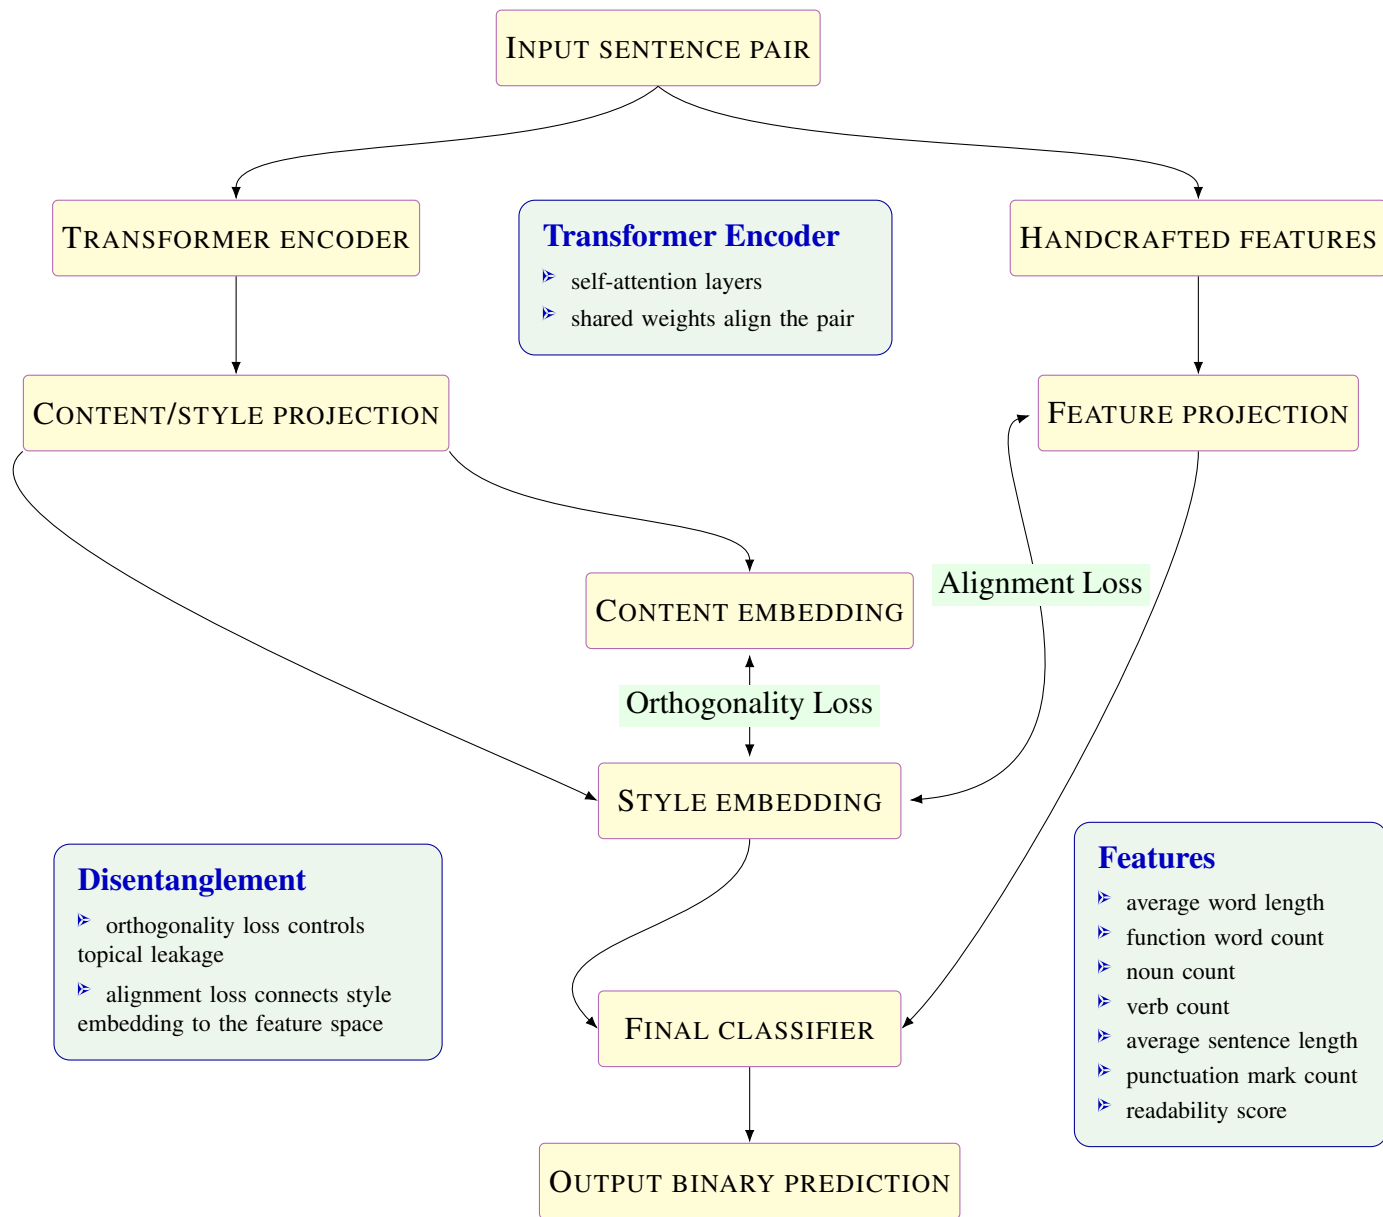 INPUT SENTENCE PAIR
TRANSFORMER ENCODER
Transformer Encoder
self-attention layers
shared weights align the pair
HANDCRAFTED FEATURES
CONTENT/STYLE PROJECTION
FEATURE PROJECTION
CONTENT EMBEDDING
Alignment Loss
Orthogonality Loss
STYLE EMBEDDING
Disentanglement
orthogonality loss controls
topical leakage
alignment loss connects style
embedding to the feature space
Features
average word length
function word count
noun count
verb count
average sentence length
punctuation mark count
readability score
FINAL CLASSIFIER
OUTPUT BINARY PREDICTION